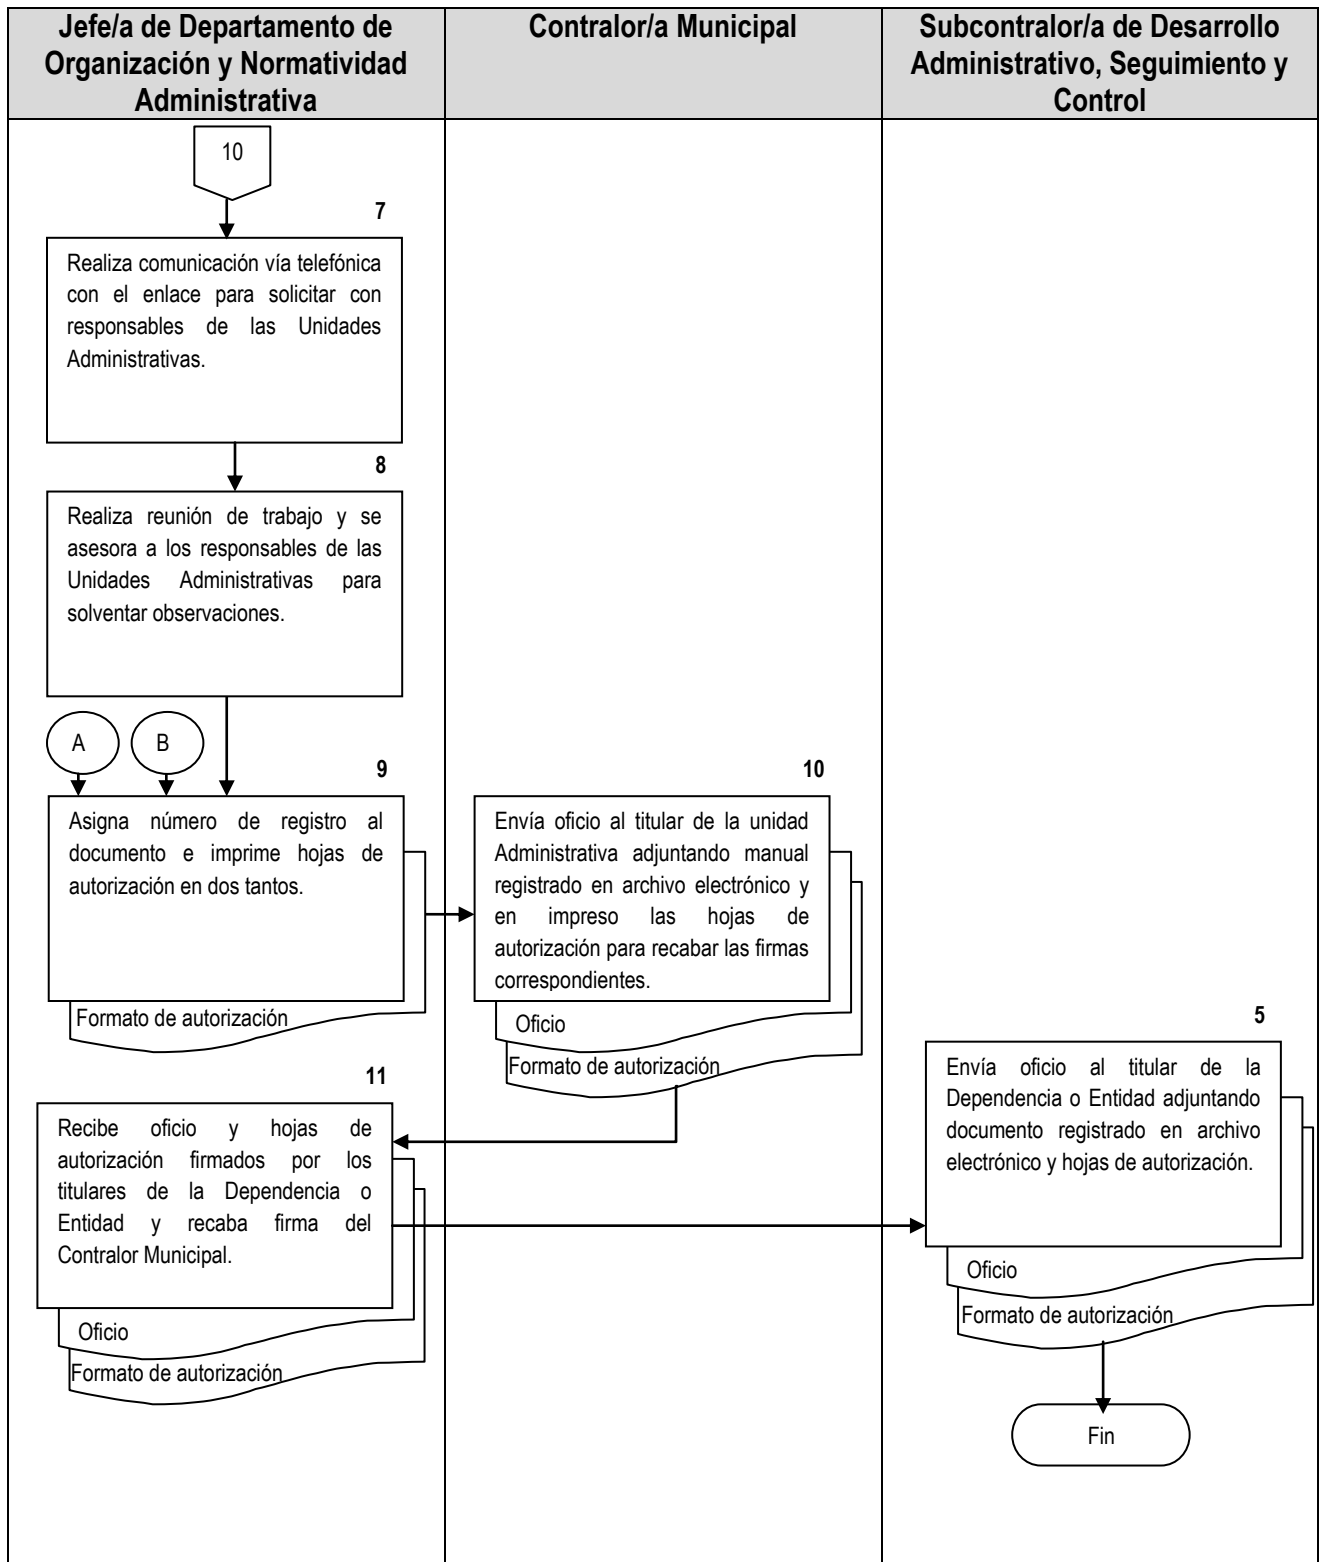 Jefe/a de Departamento de
Organización y Normatividad
Administrativa
Contralor/a Municipal
Subcontralor/a de Desarrollo
Administrativo, Seguimiento y
Control
10
7
Realiza comunicación vía telefónica
con el enlace para solicitar con
responsables de las Unidades
Administrativas.
8
Realiza reunión de trabajo y se
asesora a los responsables de las
Unidades Administrativas para
solventar observaciones.
A
B
9
Asigna número de registro al
documento e imprime hojas de
autorización en dos tantos.
Formato de autorización
10
Envía oficio al titular de la unidad
Administrativa adjuntando manual
registrado en archivo electrónico y
en impreso las hojas de
autorización para recabar las firmas
correspondientes.
Oficio
Formato de autorización
11
Recibe oficio y hojas de
autorización firmados por los
titulares de la Dependencia o
Entidad y recaba firma del
Contralor Municipal.
Oficio
Formato de autorización
5
Envía oficio al titular de la
Dependencia o Entidad adjuntando
documento registrado en archivo
electrónico y hojas de autorización.
Oficio
Formato de autorización
Fin